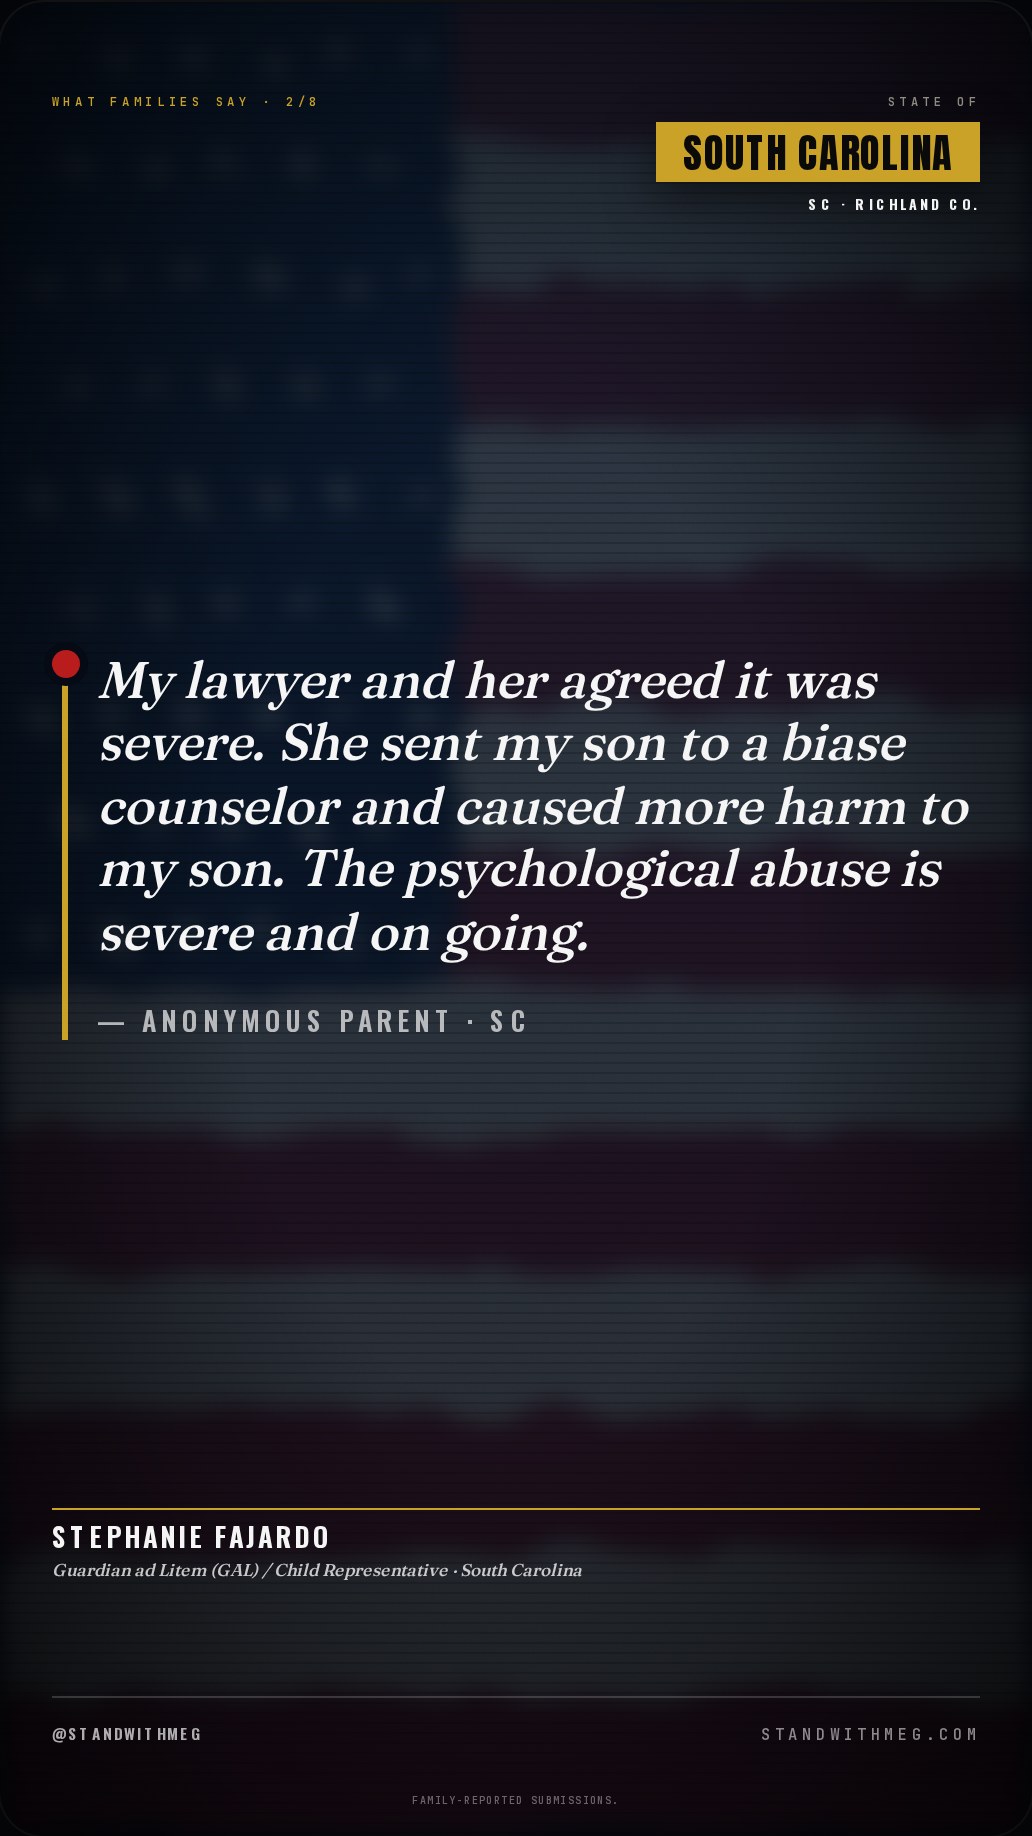 WHAT FAMILIES SAY · 2/8
STATE OF
SOUTH CAROLINA
SC · RICHLAND CO.
My lawyer and her agreed it was
severe. She sent my son to a biase
counselor and caused more harm to
my son. The psychological abuse is
severe and on going.
— ANONYMOUS PARENT · SC
STEPHANIE FAJARDO
Guardian ad Litem (GAL) / Child Representative · South Carolina
@STANDWITHMEG
STANDWITHMEG.COM
FAMILY-REPORTED SUBMISSIONS.